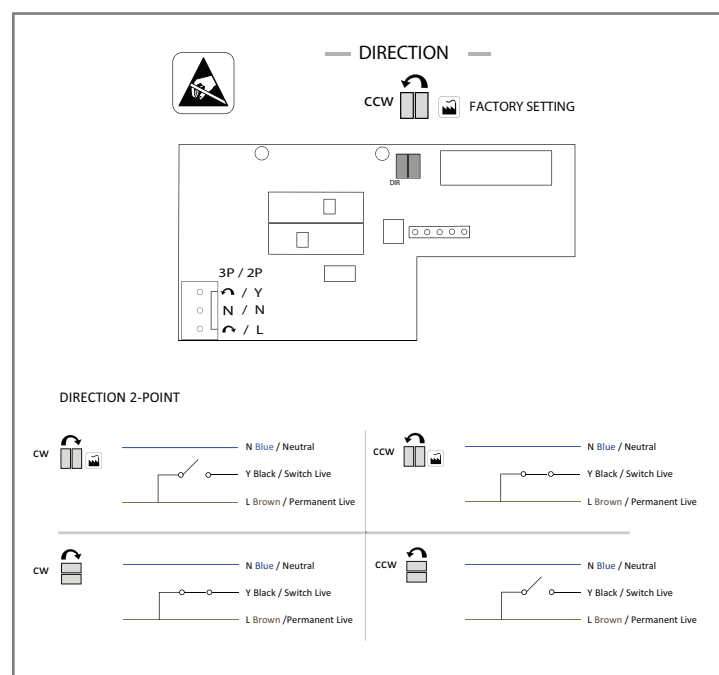 DIRECTION
CCW FACTORY SETTING
DIR
3P / 2P
/ Y
N / N
/ L
DIRECTION 2-POINT
CW
N Blue / Neutral
Y Black / Switch Live
L Brown / Permanent Live
CCW
N Blue / Neutral
Y Black / Switch Live
L Brown / Permanent Live
CW
N Blue / Neutral
Y Black / Switch Live
L Brown /Permanent Live
CCW
N Blue / Neutral
Y Black / Switch Live
L Brown / Permanent Live